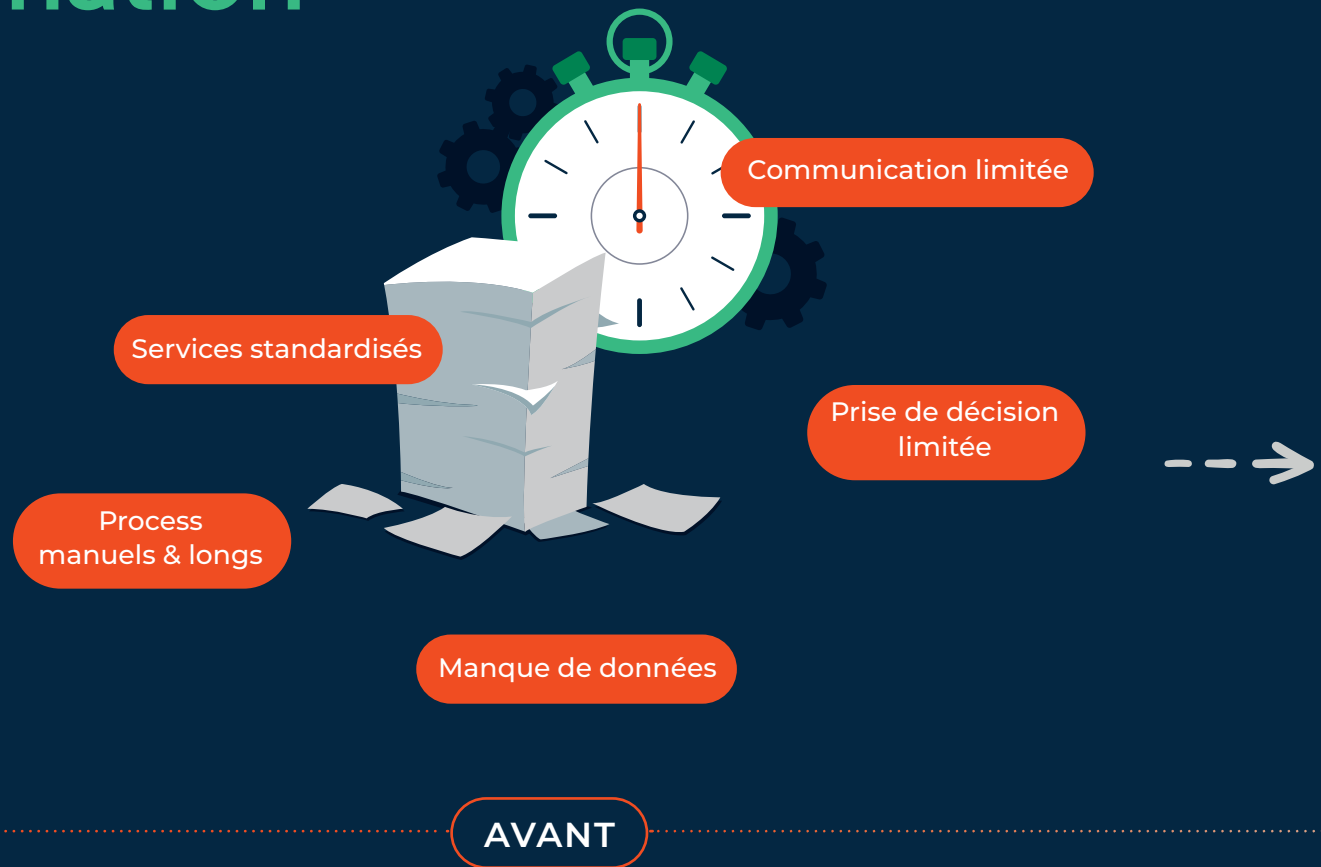 Communication limitée
Services standardisés
Prise de décision
limitée
Process
manuels & longs
Manque de données
AVANT